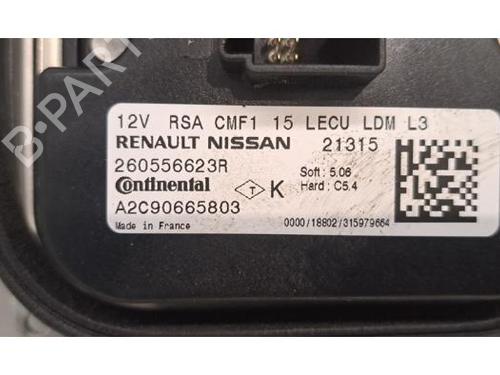 12V RSA CMF1 15 LECU LDM L3
RENAULT NISSAN 21315
260556623R Soft : 5.06
Continental T K Hard : C5.4
A2C90665803
Made in France 0000/18802/315979664
B-PART